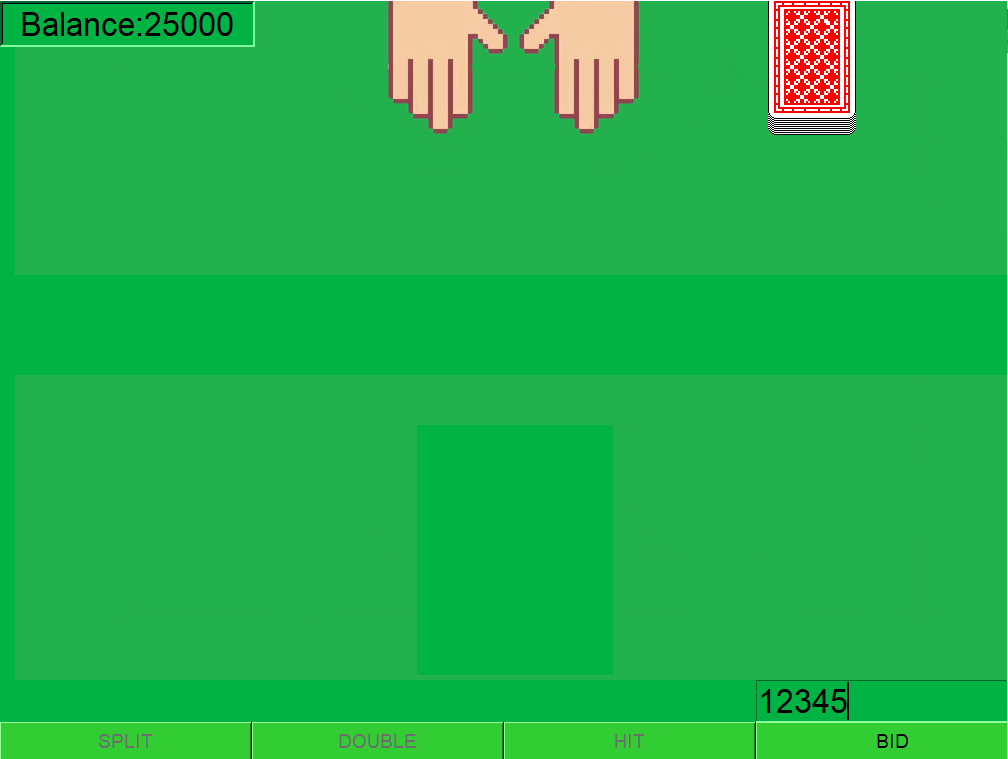 Balance:25000
12345
SPLIT
DOUBLE
HIT
BID